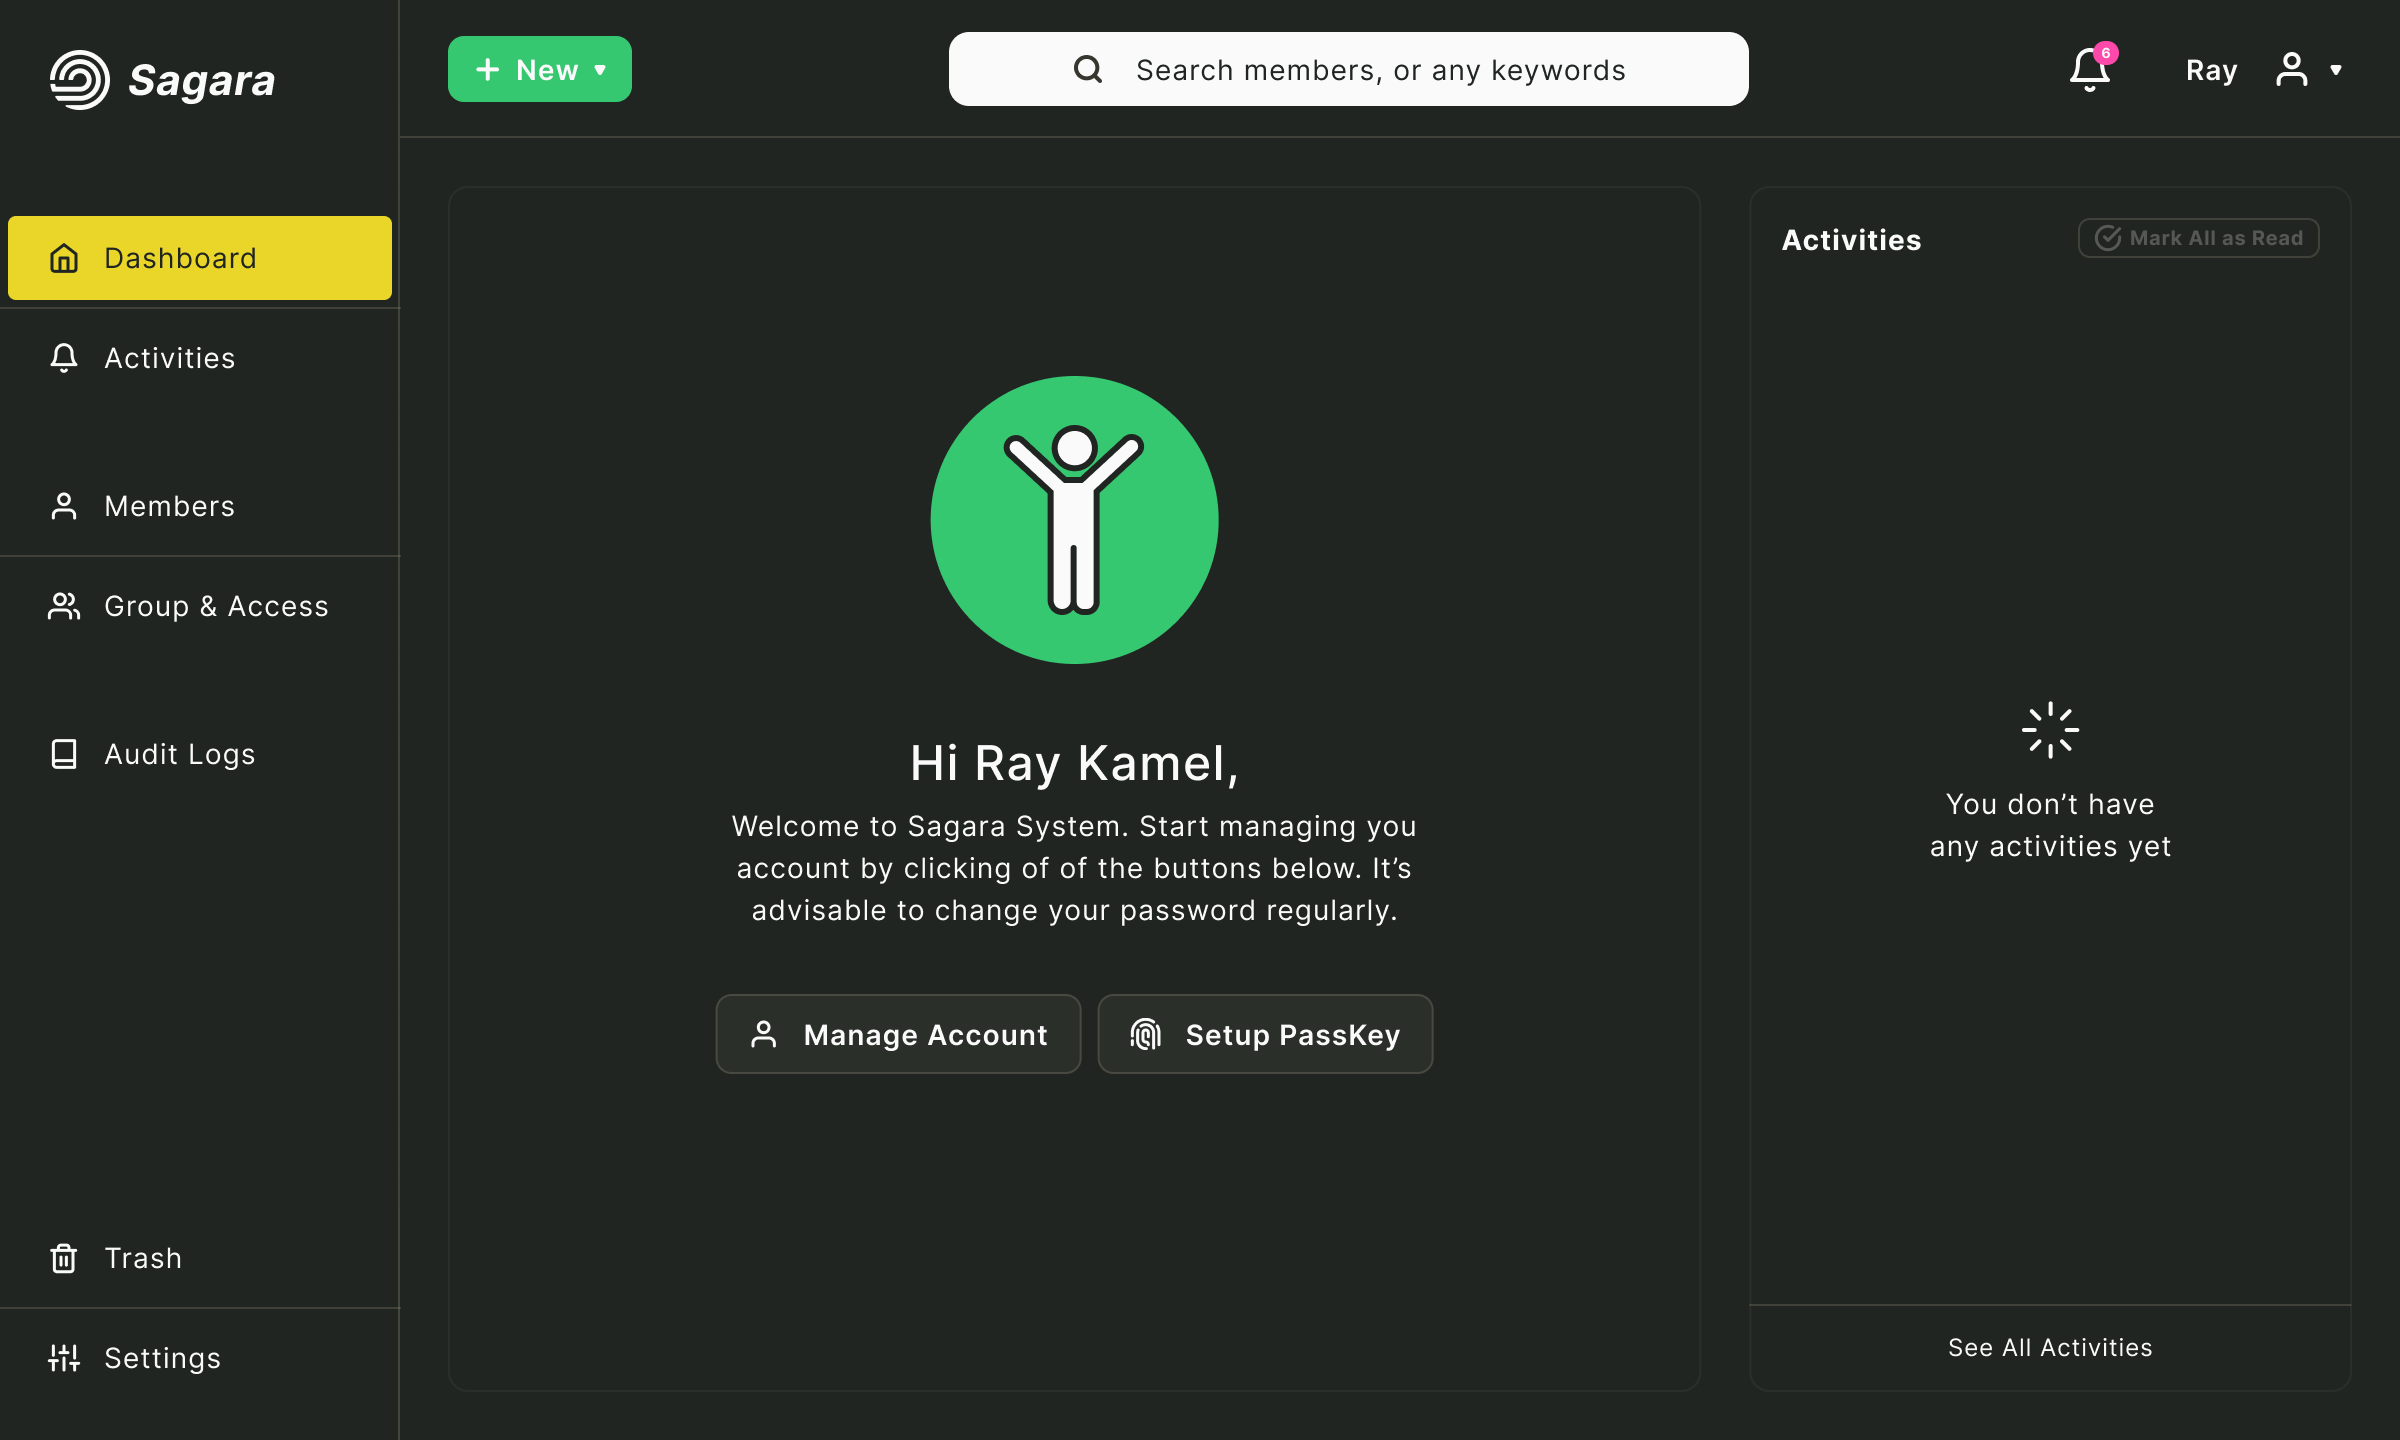 Sagara
New
Search members, or any keywords
6
Ray
Dashboard
Activities
Members
Group & Access
Audit Logs
Trash
Settings
Hi Ray Kamel,
Welcome to Sagara System. Start managing you
account by clicking of of the buttons below. It’s
advisable to change your password regularly.
Manage Account
Setup PassKey
Activities
Mark All as Read
You don’t have
any activities yet
See All Activities